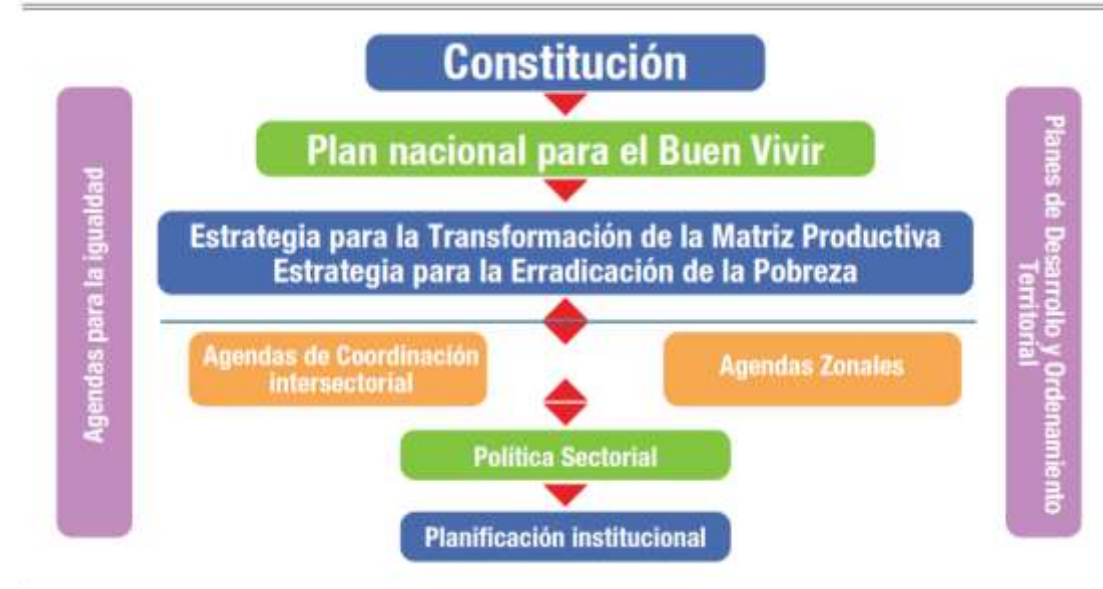 Constitución
Plan nacional para el Buen Vivir
Estrategia para la Transformación de la Matriz Productiva
Estrategia para la Erradicación de la Pobreza
Agendas para la igualdad
Agendas de Coordinación
intersectorial
Agendas Zonales
Política Sectorial
Planificación institucional
Planes de Desarrollo y Ordenamiento
Territorial